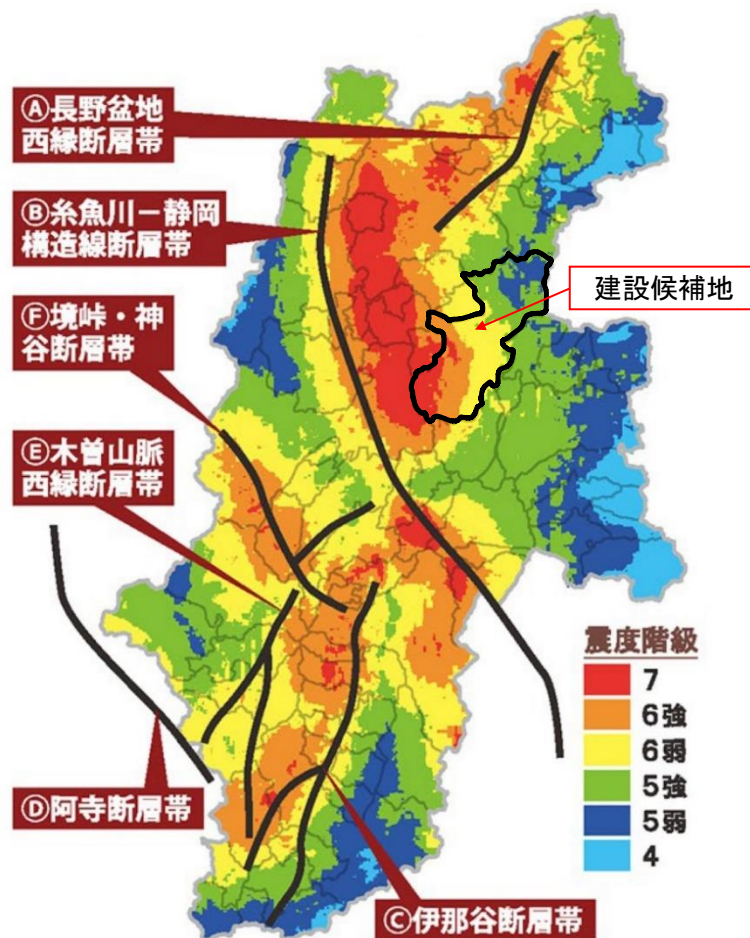 Ⓐ長野盆地
西縁断層帯
Ⓑ糸魚川－静岡
構造線断層帯
建設候補地
Ⓕ境峠・神
谷断層帯
Ⓔ木曽山脈
西縁断層帯
震度階級
7
6強
6弱
5強
5弱
4
Ⓓ阿寺断層帯
Ⓒ伊那谷断層帯